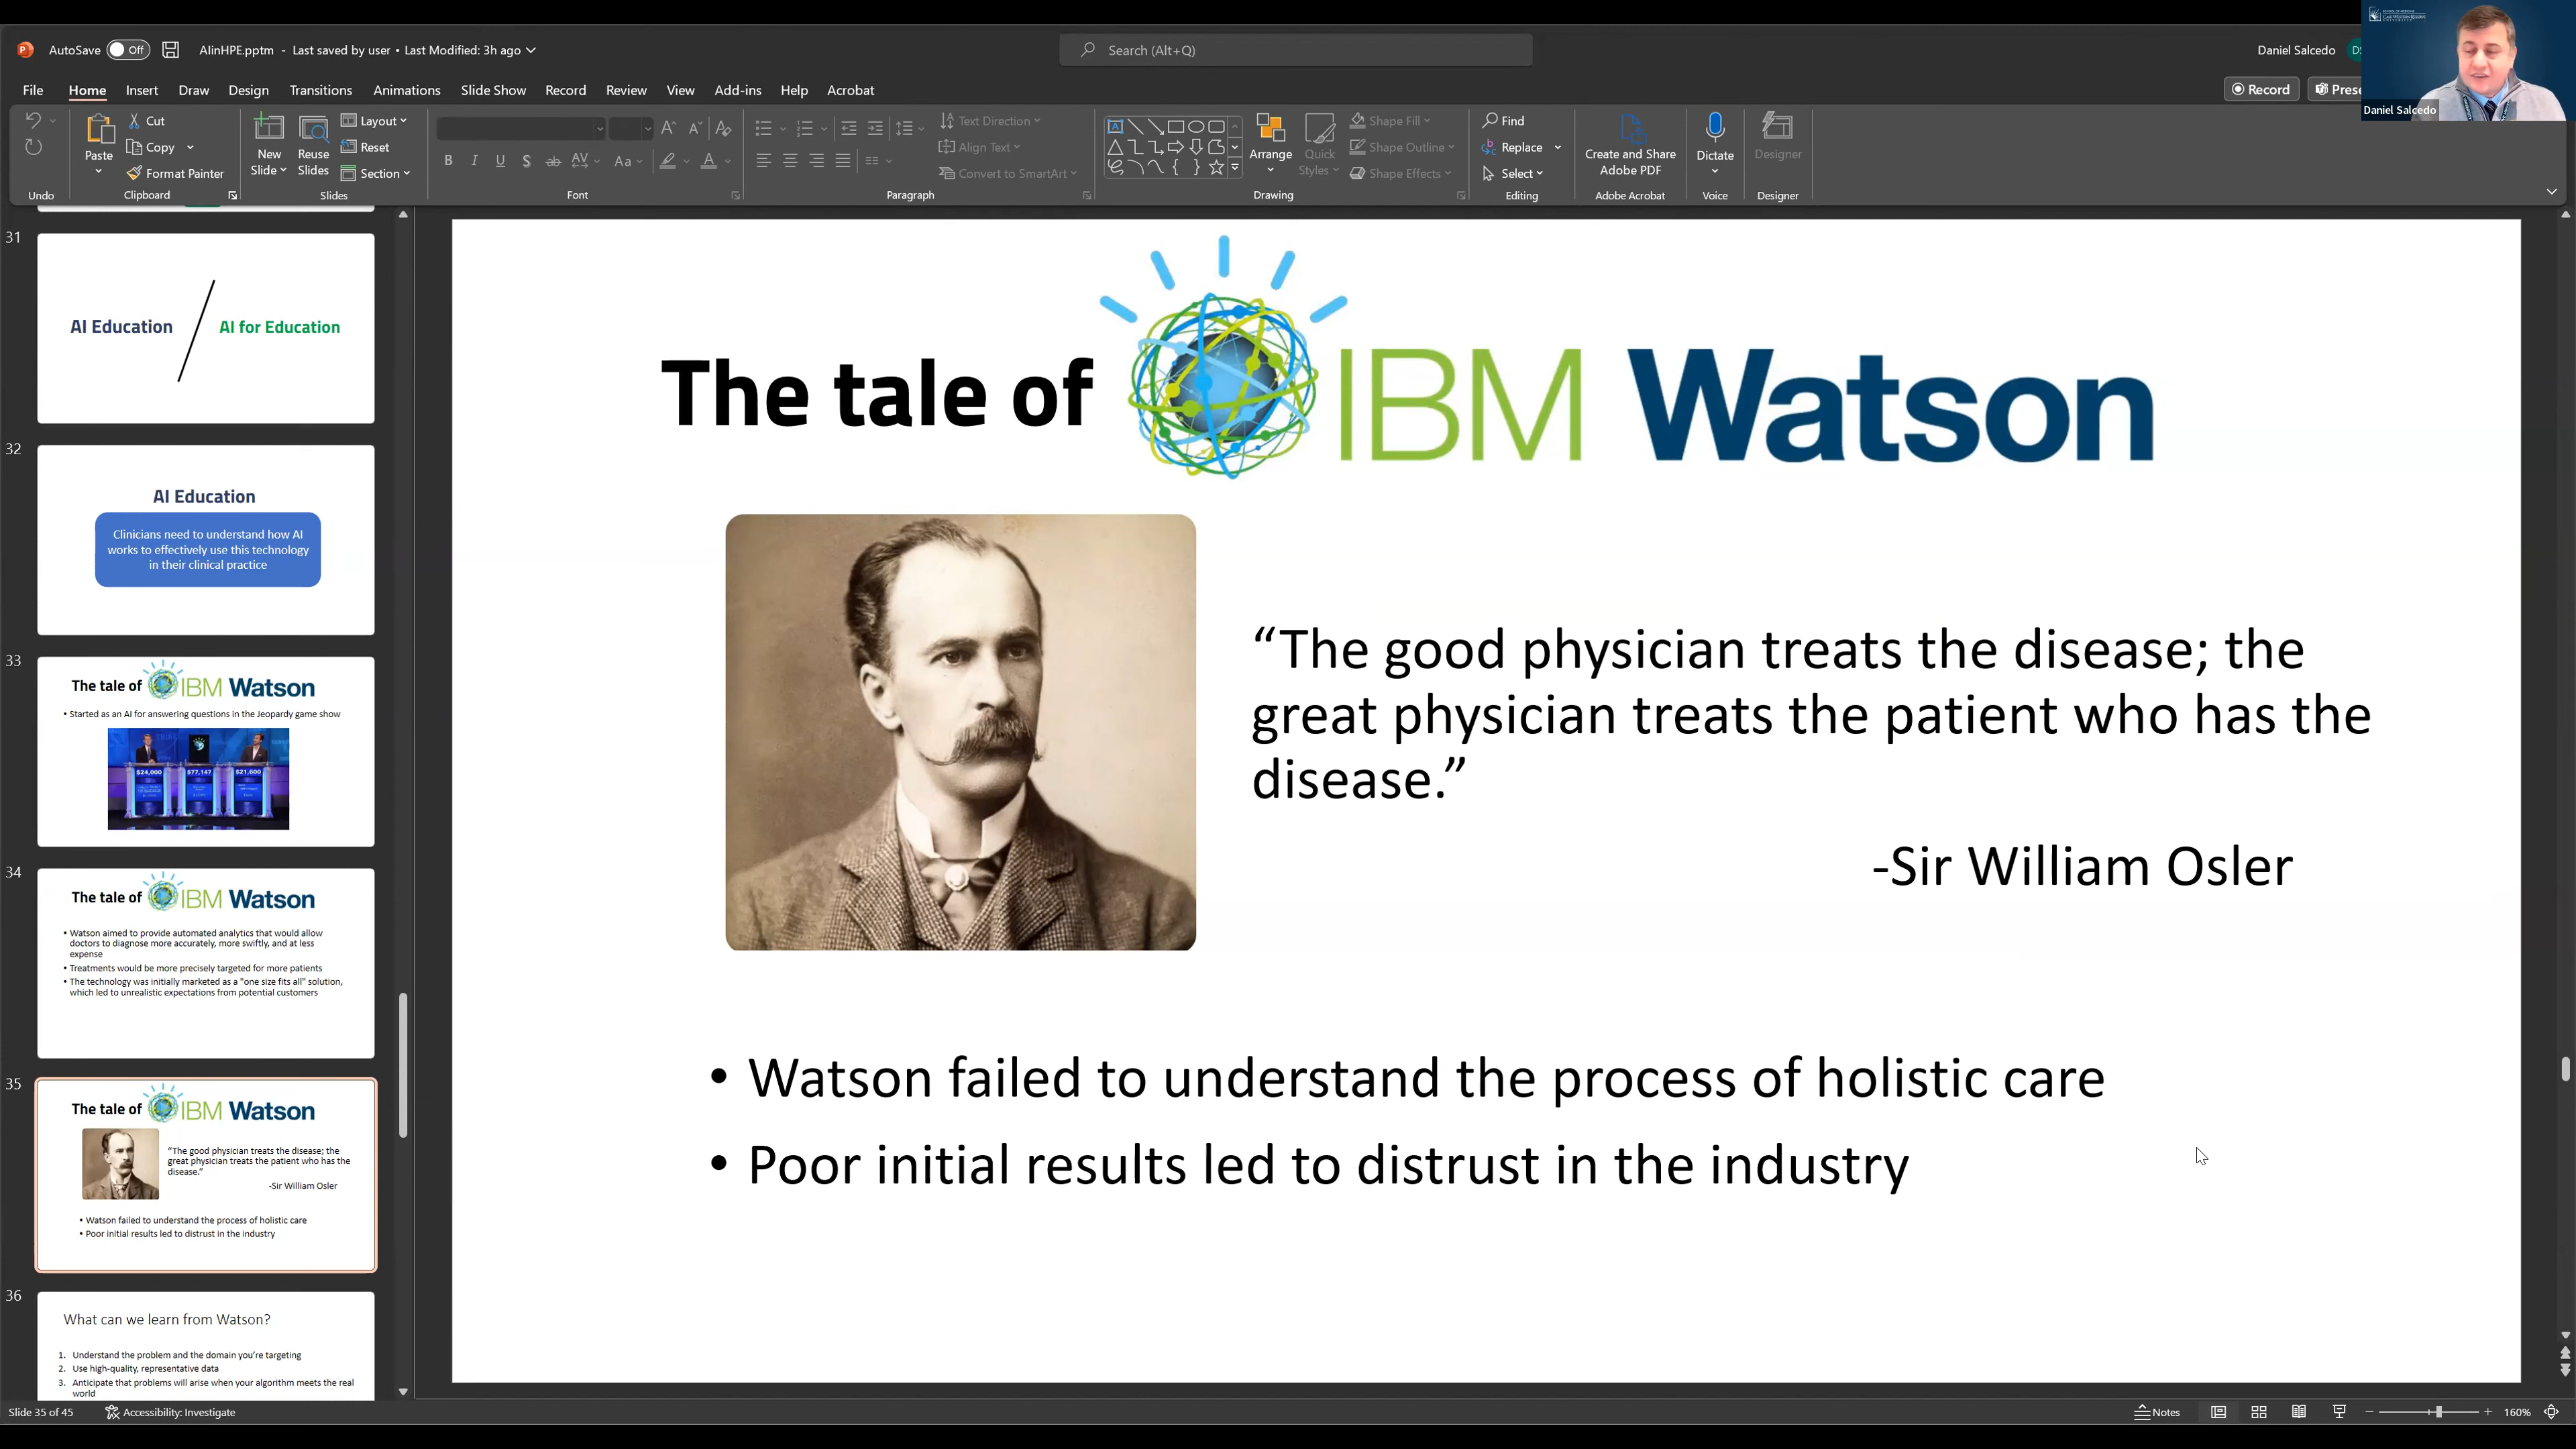 AutoSave Off AIinHPE.pptm - Last saved by user • Last Modified: 3h ago
Search (Alt+Q)
Daniel Salcedo
File Home Insert Draw Design Transitions Animations Slide Show Record Review View Add-ins Help Acrobat
Record
Daniel Salcedo
Undo
Paste
Cut
Copy
Format Painter
Clipboard
New Slide
Reuse Slides
Layout
Reset
Section
Slides
B I U S ab AV Aa A
Font
Text Direction
Align Text
Convert to SmartArt
Paragraph
Arrange
Quick Styles
Shape Fill
Shape Outline
Shape Effects
Drawing
Find
Replace
Select
Editing
Create and Share Adobe PDF
Adobe Acrobat
Dictate
Voice
Designer
Designer
31
AI Education / AI for Education
32
AI Education
Clinicians need to understand how AI
works to effectively use this technology
in their clinical practice
33
The tale of IBM Watson
• Started as an AI for answering questions in the Jeopardy game show
$24,000 $77,147 $21,600
34
The tale of IBM Watson
• Watson aimed to provide automated analytics that would allow
doctors to diagnose more accurately, more swiftly, and at less
expense
• Treatments would be more precisely targeted for more patients
• The technology was initially marketed as a "one size fits all" solution,
which led to unrealistic expectations from potential customers
35
The tale of IBM Watson
“The good physician treats the disease; the
great physician treats the patient who has the
disease.”
-Sir William Osler
• Watson failed to understand the process of holistic care
• Poor initial results led to distrust in the industry
36
What can we learn from Watson?
1. Understand the problem and the domain you’re targeting
2. Use high-quality, representative data
3. Anticipate that problems will arise when your algorithm meets the real
world
The tale of IBM Watson
“The good physician treats the disease; the
great physician treats the patient who has the
disease.”
-Sir William Osler
• Watson failed to understand the process of holistic care
• Poor initial results led to distrust in the industry
Slide 35 of 45 Accessibility: Investigate
Notes 160%